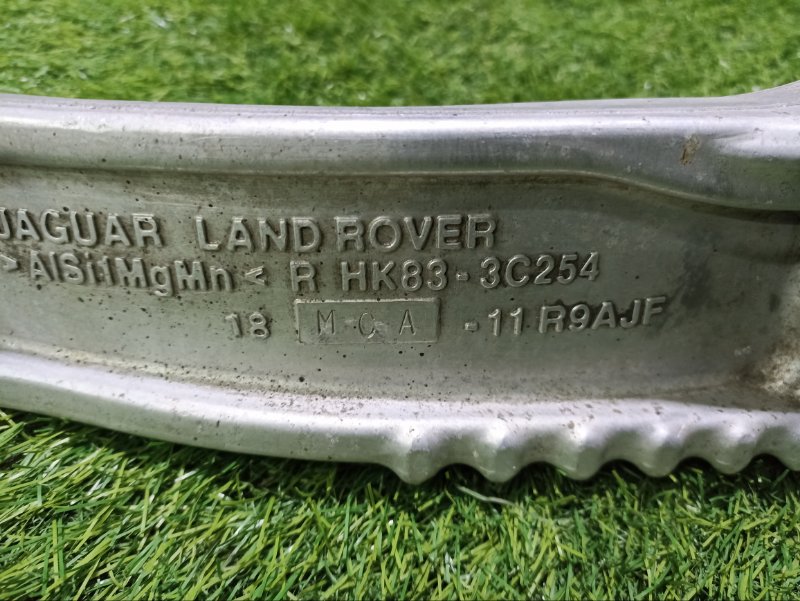 JAGUAR LAND ROVER
>AlSi1MgMn< R HK83-3C254
18 M-C-A -11 R9AJF